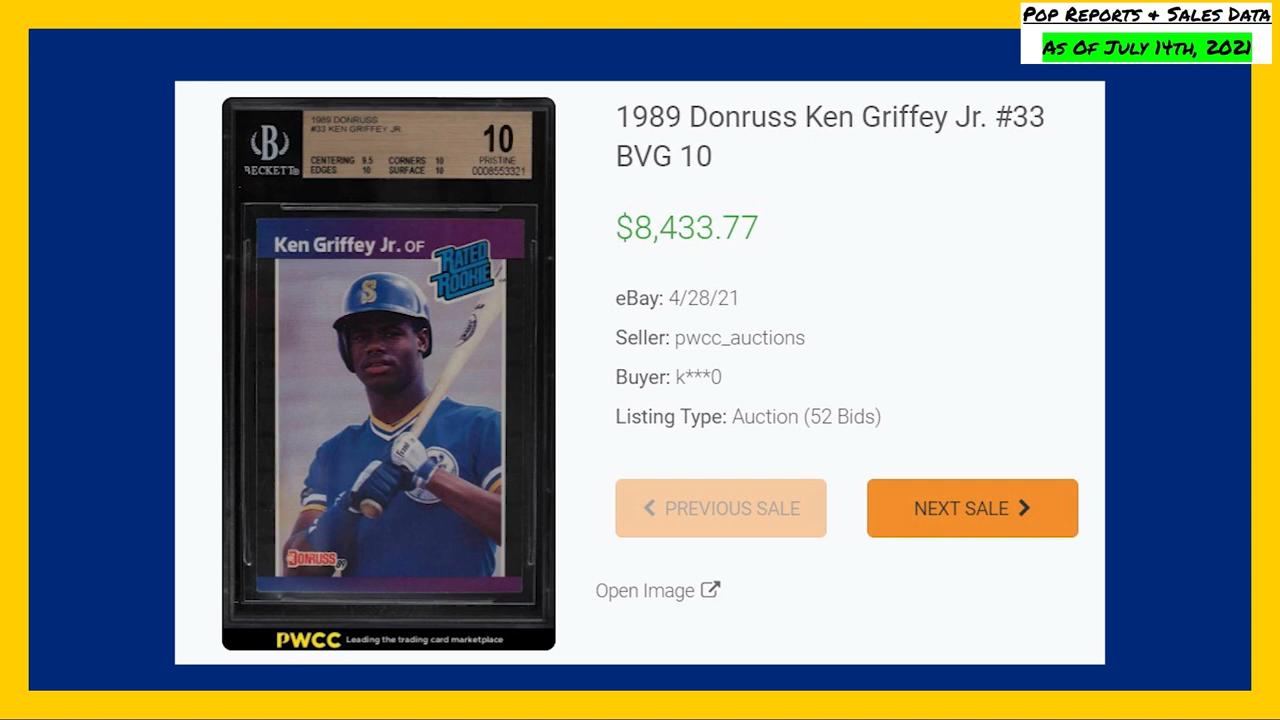 Pop Reports & Sales Data
As Of July 14th, 2021
1989 DONRUSS
#33 KEN GRIFFEY JR
B
BECKETT
10
CENTERING 9.5 CORNERS 10
EDGES 10 SURFACE 10
PRISTINE
0008553321
Ken Griffey Jr. OF
RATED
ROOKIE
S
DONRUSS 89
PWCC Leading the trading card marketplace
1989 Donruss Ken Griffey Jr. #33
BVG 10
$8,433.77
eBay: 4/28/21
Seller: pwcc_auctions
Buyer: k***0
Listing Type: Auction (52 Bids)
PREVIOUS SALE
NEXT SALE
Open Image